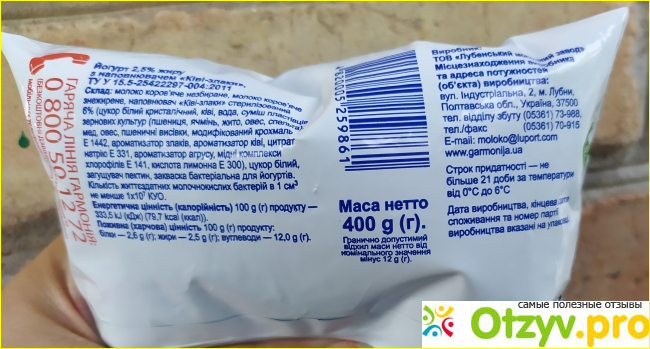 Йогурт 2,5% жиру
з наповнювачем «Ківі-злаки»
ТУ У 15.5-25422297-004:2011
Склад: молоко коров'яче незбиране, молоко коров'яче
знежирене, наповнювач «Ківі-злаки» стерилізований
6% (цукор білий кристалічний, ківі, вода, суміш пластівців
зернових культур (пшениця, ячмінь, жито, овес, спельта)
мед, овес, пшеничні висівки, модифікований крохмаль
Е 1442, ароматизатор злаків, ароматизатор ківі, цитрат
натрію Е 331, ароматизатор агрусу, мідні комплекси
хлорофілів Е 141, кислота лимонна Е 300), цукор білий,
загущувач пектин, закваска бактеріальна для йогуртів.
Кількість життєздатних молочнокислих бактерій в 1 см³
не менше 1х10⁷ КУО.
Енергетична цінність (калорійність) 100 g (г) продукту —
333,5 kJ (кДж) (79,7 kcal (ккал)).
Поживна (харчова) цінність 100 g (г) продукту:
білки – 2,6 g (г); жири – 2,5 g (г); вуглеводи – 12,0 g (г).
ГАРЯЧА ЛІНІЯ ГАРМОНІЯ:
0 800 50 12 72
259861
Маса нетто
400 g (г).
Гранично допустимий
відхил маси нетто від
номінального значення
мінус 12 g (г).
Виробник:
ТОВ «Лубенський молочний завод»
Місцезнаходження виробника
та адреса потужностей
(об'єкта) виробництва:
вул. Індустріальна, 2, м. Лубни,
Полтавська обл., Україна, 37500
тел. відділу збуту (05361) 73-988,
тел./факс (05361) 70-915
E-mail: moloko@luport.com
www.garmonija.ua
Строк придатності — не
більше 21 доби за температури
від 0°С до 6°С
Дата виробництва, кінцева дата
споживання та номер партії
виробництва вказані на упаковці
самые полезные отзывы
Otzyv.pro